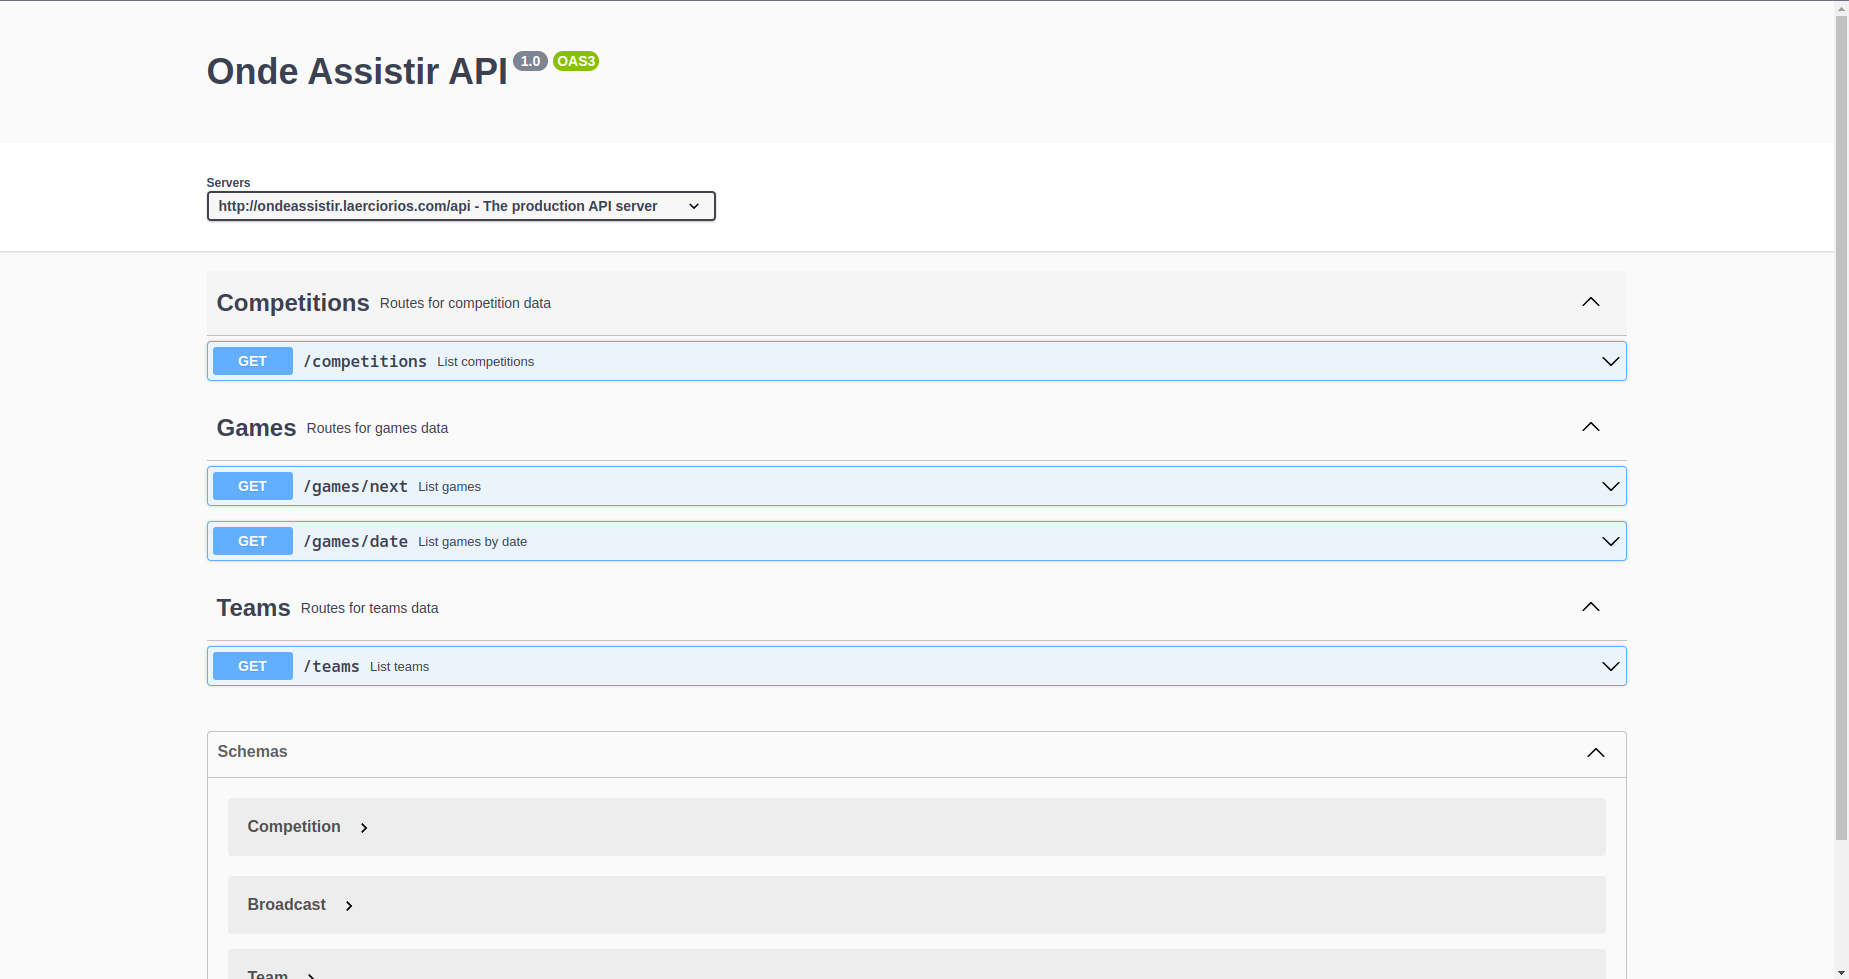 Onde Assistir API 1.0 OAS3
Servers
http://ondeassistir.laerciorios.com/api - The production API server
Competitions Routes for competition data
GET /competitions List competitions
Games Routes for games data
GET /games/next List games
GET /games/date List games by date
Teams Routes for teams data
GET /teams List teams
Schemas
Competition
Broadcast
Team